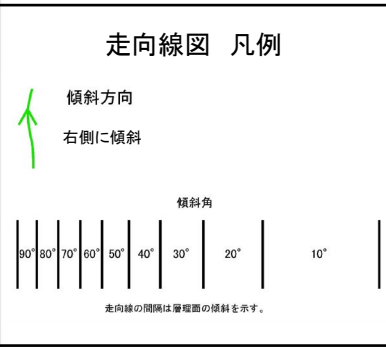 走向線図 凡例
傾斜方向
右側に傾斜
傾斜角
90° 80° 70° 60° 50° 40° 30° 20° 10°
走向線の間隔は層理面の傾斜を示す。